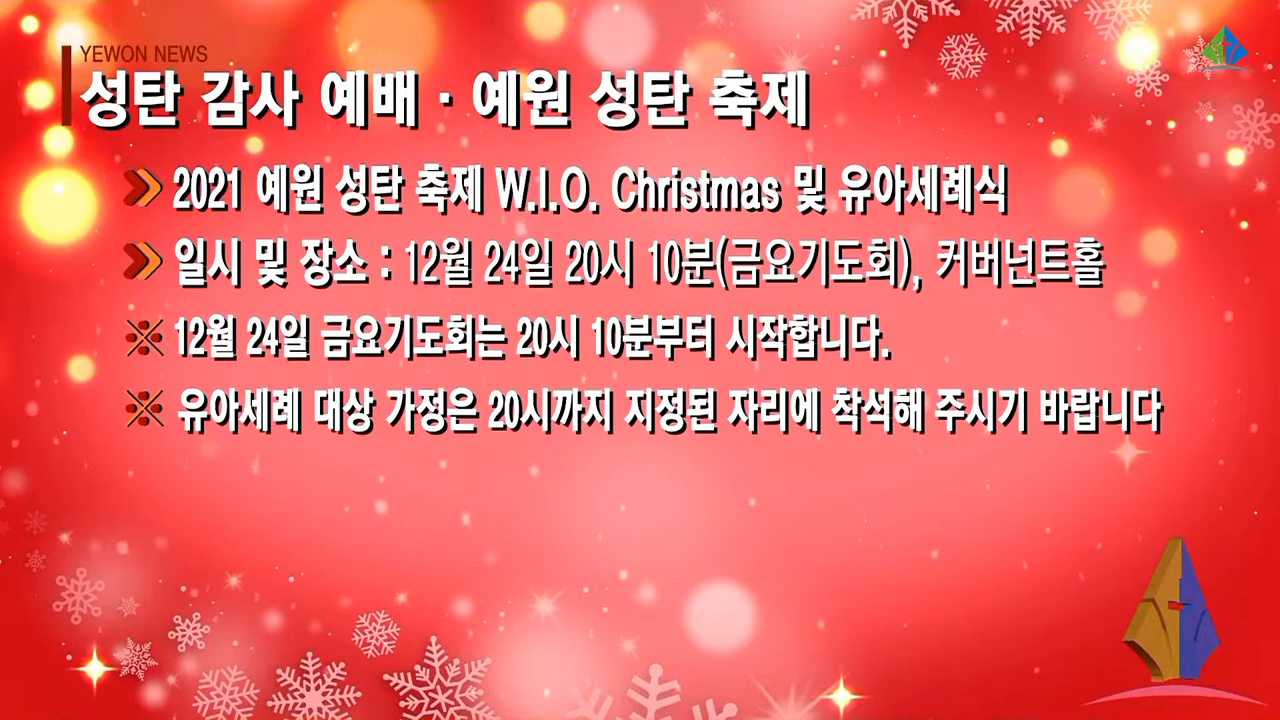 YEWON NEWS
성탄 감사 예배 · 예원 성탄 축제
2021 예원 성탄 축제 W.I.O. Christmas 및 유아세례식
일시 및 장소 : 12월 24일 20시 10분(금요기도회), 커버넌트홀
※ 12월 24일 금요기도회는 20시 10분부터 시작합니다.
※ 유아세례 대상 가정은 20시까지 지정된 자리에 착석해 주시기 바랍니다